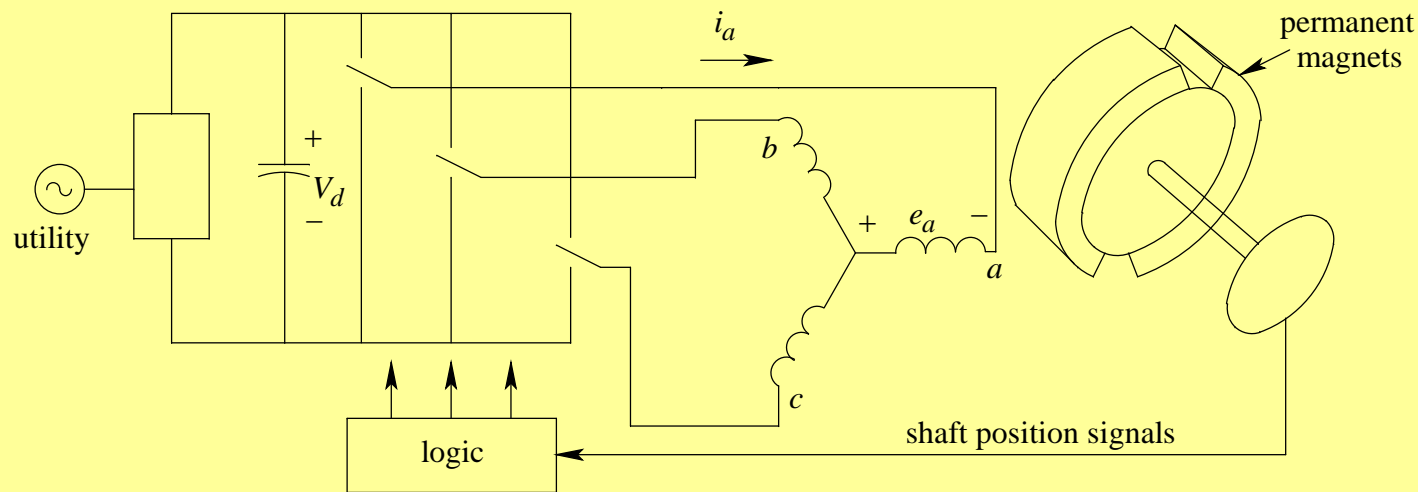 i_a
permanent
magnets
+
V_d
−
utility
b
+ e_a −
a
c
logic
shaft position signals